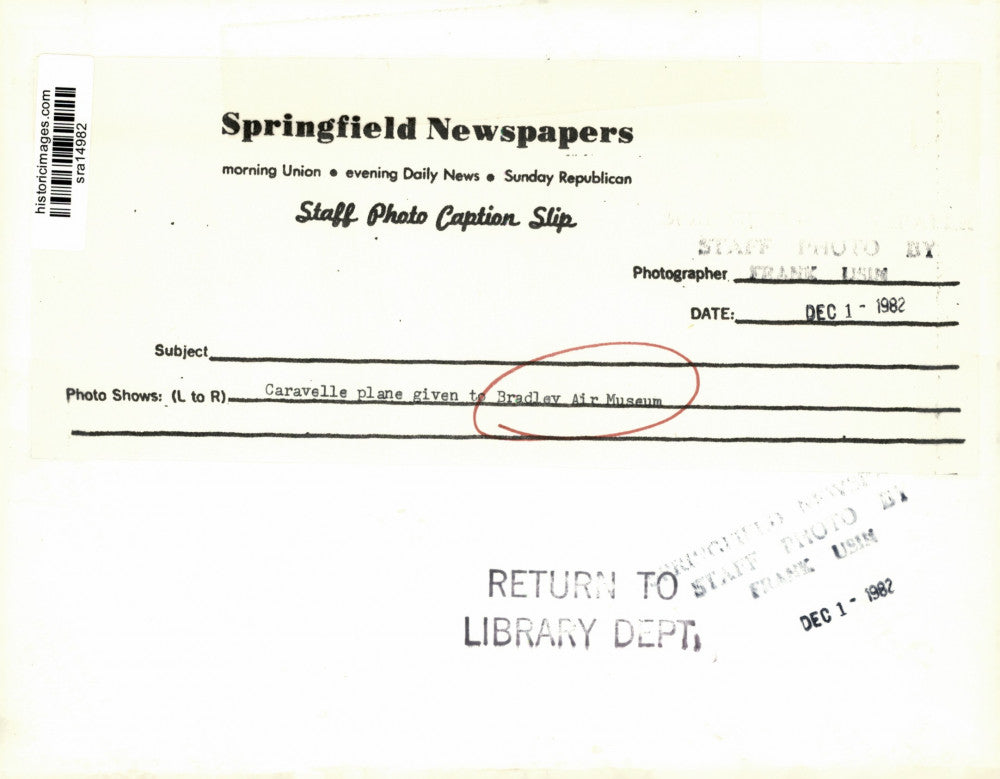 historicimages.com
sra14982
Springfield Newspapers
morning Union • evening Daily News • Sunday Republican
Staff Photo Caption Slip
STAFF PHOTO BY
Photographer FRANK USIN
DATE: DEC 1 - 1982
Subject
Photo Shows: (L to R) Caravelle plane given to Bradley Air Museum
SPRINGFIELD NEWSPAPERS
STAFF PHOTO BY
FRANK USIN
DEC 1 - 1982
RETURN TO
LIBRARY DEPT.